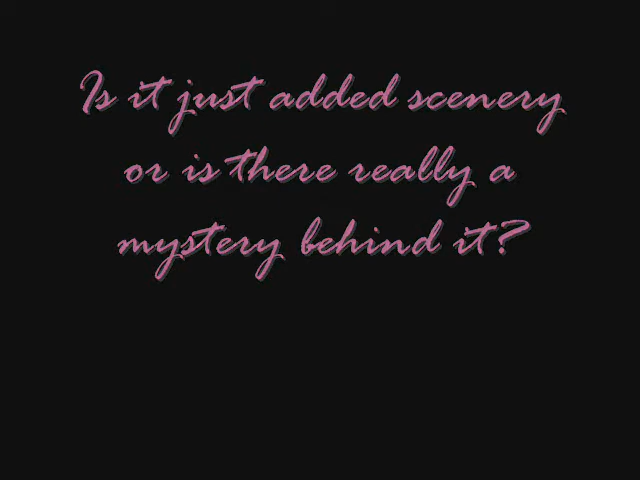 Is it just added scenery
or is there really a
mystery behind it?